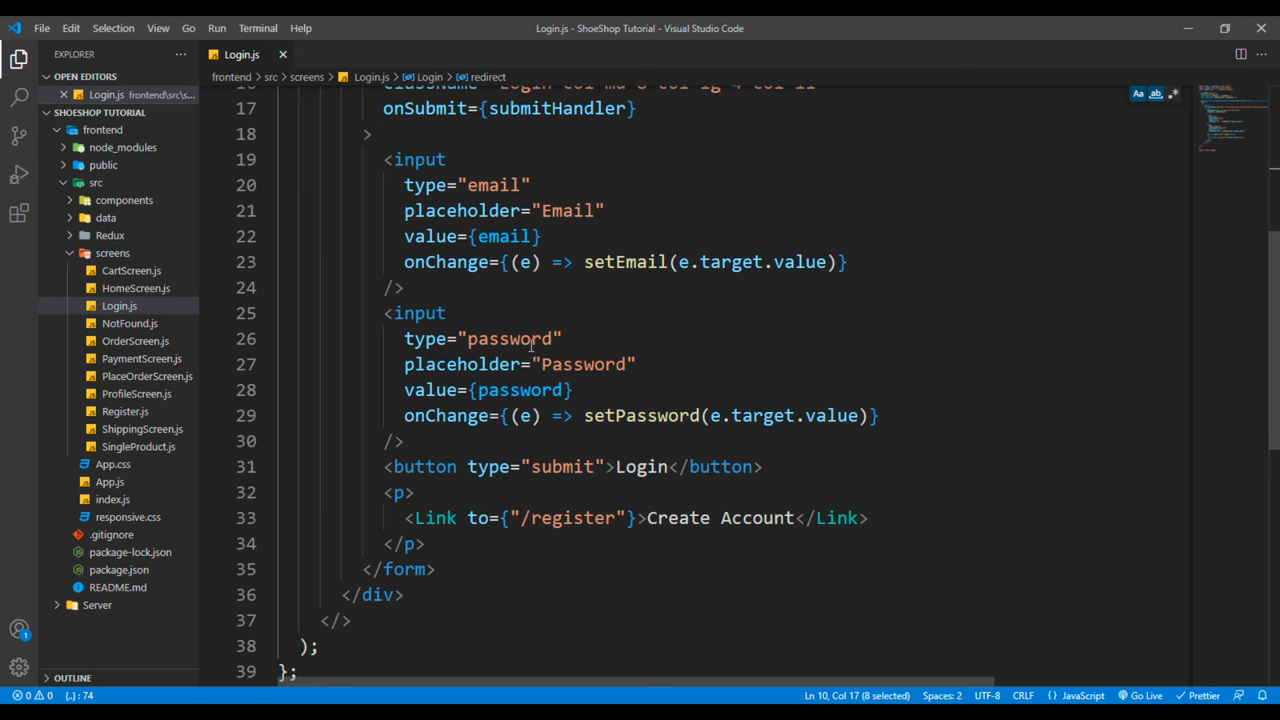 File Edit Selection View Go Run Terminal Help
Login.js - ShoeShop Tutorial - Visual Studio Code
EXPLORER
OPEN EDITORS
Login.js frontend\src\s...
SHOESHOP TUTORIAL
frontend
node_modules
public
src
components
data
Redux
screens
CartScreen.js
HomeScreen.js
Login.js
NotFound.js
OrderScreen.js
PaymentScreen.js
PlaceOrderScreen.js
ProfileScreen.js
Register.js
ShippingScreen.js
SingleProduct.js
App.css
App.js
index.js
responsive.css
.gitignore
package-lock.json
package.json
README.md
Server
OUTLINE
Login.js
frontend > src > screens > Login.js > Login > redirect
Aa ab
17 onSubmit={submitHandler}
18 >
19 <input
20 type="email"
21 placeholder="Email"
22 value={email}
23 onChange={(e) => setEmail(e.target.value)}
24 />
25 <input
26 type="password"
27 placeholder="Password"
28 value={password}
29 onChange={(e) => setPassword(e.target.value)}
30 />
31 <button type="submit">Login</button>
32 <p>
33 <Link to={"/register"}>Create Account</Link>
34 </p>
35 </form>
36 </div>
37 </>
38 );
39 };
1
0 0 {..} : 74
Ln 10, Col 17 (8 selected) Spaces: 2 UTF-8 CRLF {} JavaScript Go Live Prettier